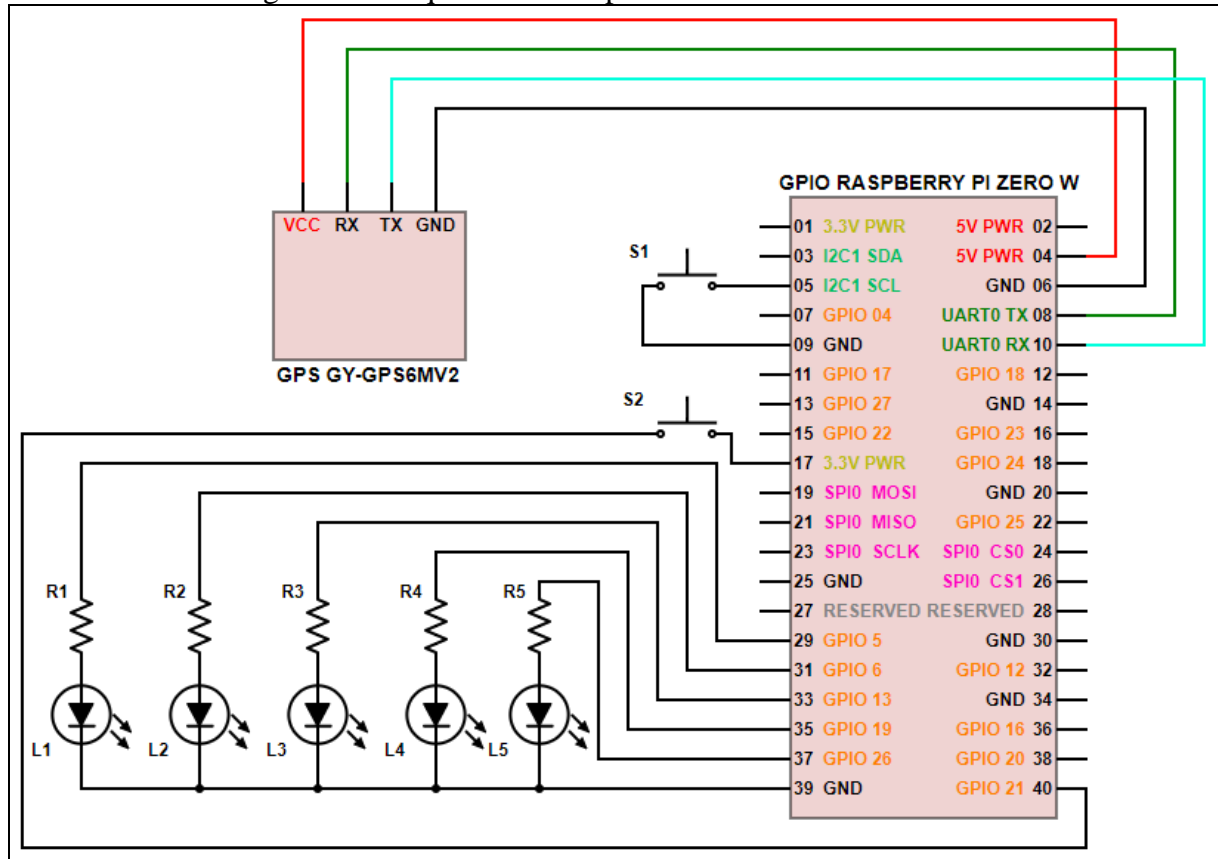 GPIO RASPBERRY PI ZERO W
VCC RX TX GND
GPS GY-GPS6MV2
01 3.3V PWR 5V PWR 02
03 I2C1 SDA 5V PWR 04
05 I2C1 SCL GND 06
07 GPIO 04 UART0 TX 08
09 GND UART0 RX 10
11 GPIO 17 GPIO 18 12
13 GPIO 27 GND 14
15 GPIO 22 GPIO 23 16
17 3.3V PWR GPIO 24 18
19 SPI0 MOSI GND 20
21 SPI0 MISO GPIO 25 22
23 SPI0 SCLK SPI0 CS0 24
25 GND SPI0 CS1 26
27 RESERVED RESERVED 28
29 GPIO 5 GND 30
31 GPIO 6 GPIO 12 32
33 GPIO 13 GND 34
35 GPIO 19 GPIO 16 36
37 GPIO 26 GPIO 20 38
39 GND GPIO 21 40
S1
S2
R1 R2 R3 R4 R5
L1 L2 L3 L4 L5